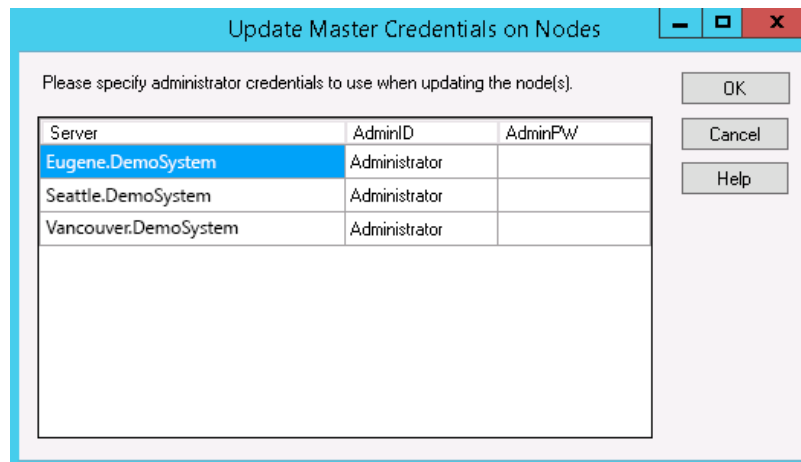 Update Master Credentials on Nodes
Please specify administrator credentials to use when updating the node(s).
OK
Cancel
Help
Server AdminID AdminPW
Eugene.DemoSystem Administrator
Seattle.DemoSystem Administrator
Vancouver.DemoSystem Administrator